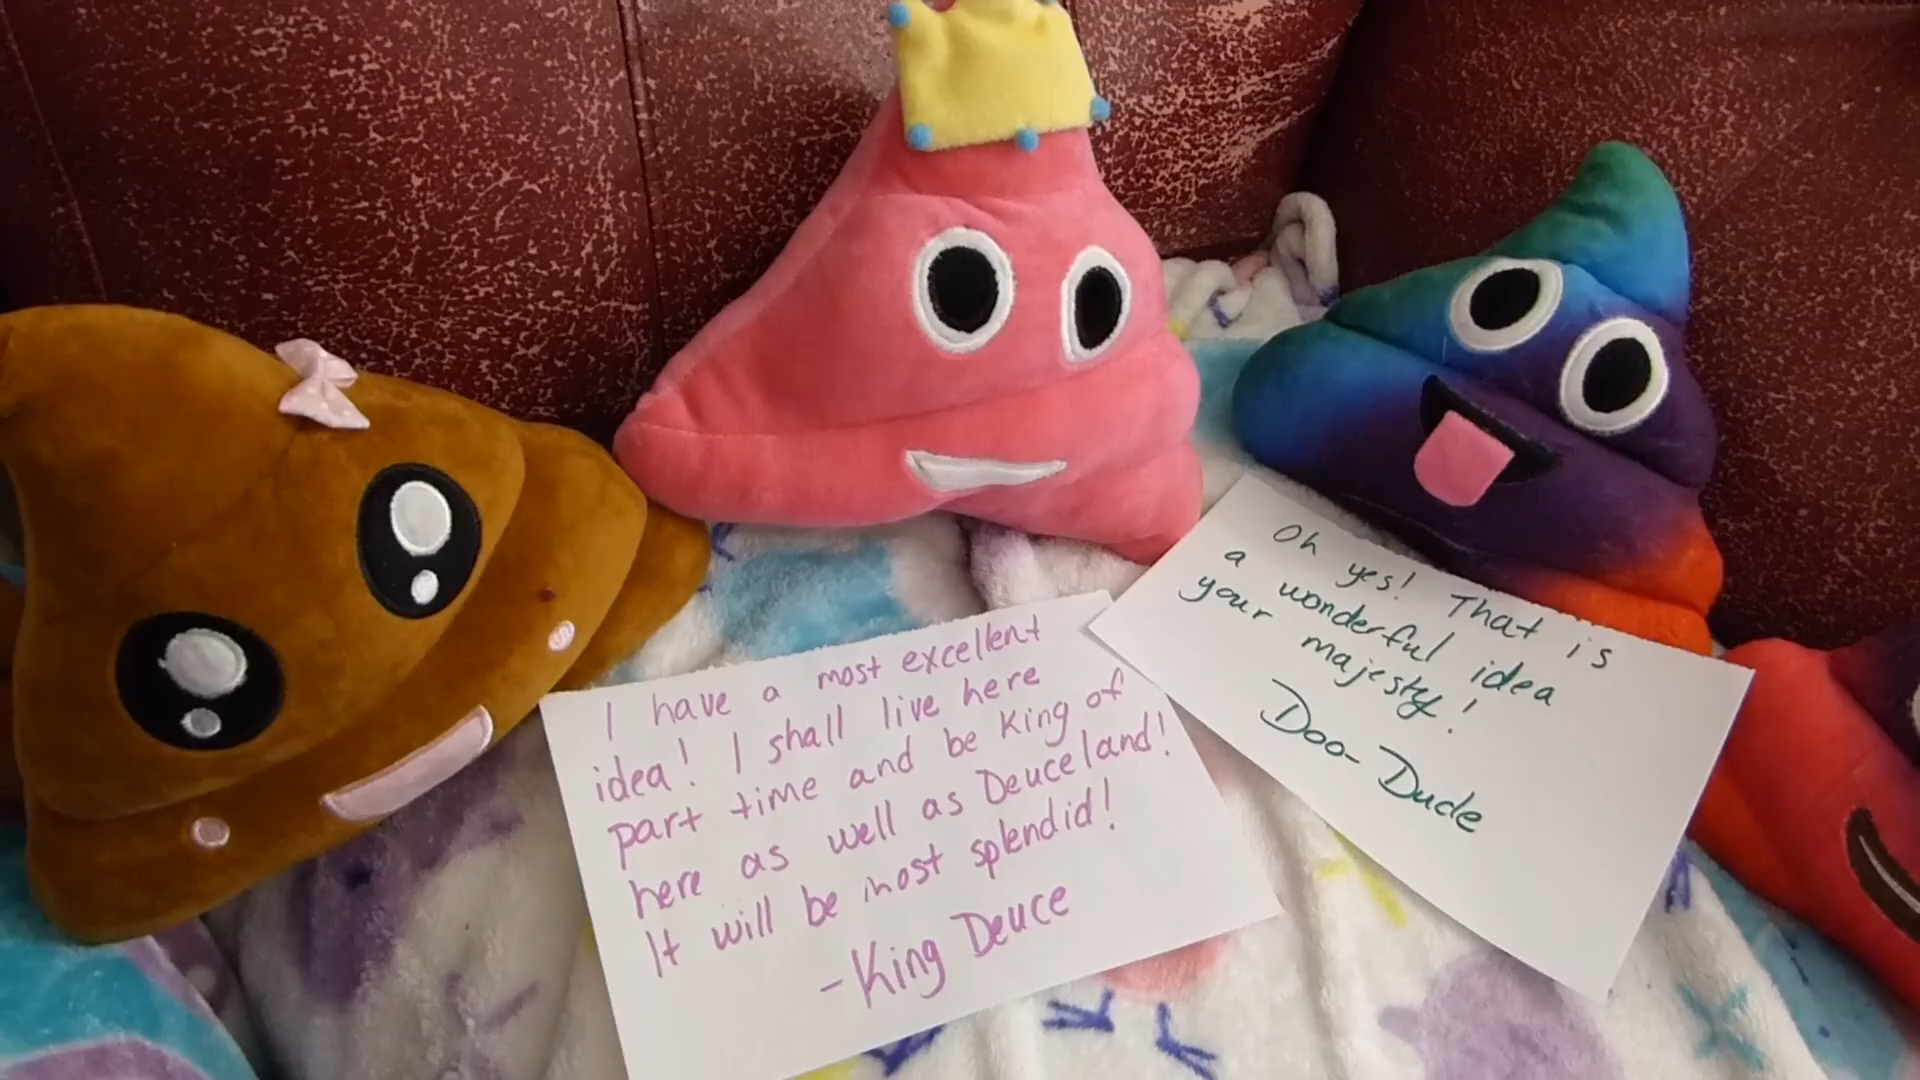 I have a most excellent
idea! I shall live here
part time and be King of
here as well as Deuceland!
It will be most splendid!
-King Deuce
Oh yes! That is
a wonderful idea
your majesty!
Doo-Dude